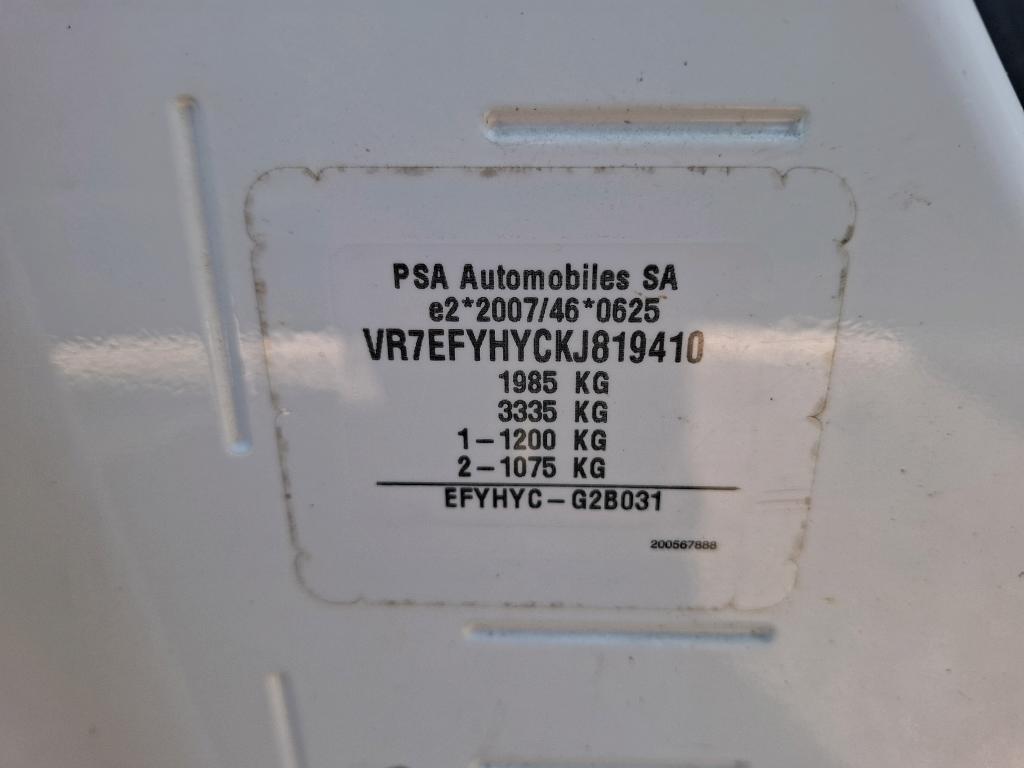 PSA Automobiles SA
e2*2007/46*0625
VR7EFYHYCKJ819410
1985 KG
3335 KG
1-1200 KG
2-1075 KG
EFYHYC-G2B031
200567888